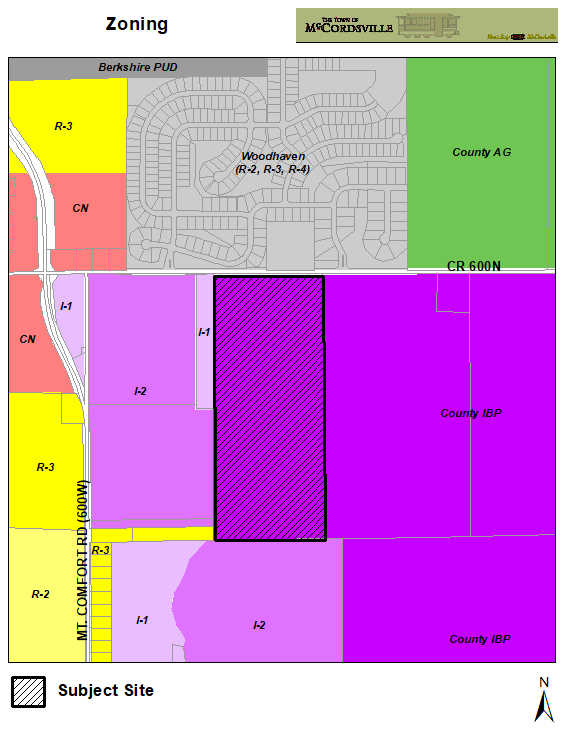 Zoning
THE TOWN OF
MCCORDSVILLE
Berkshire PUD
R-3
Woodhaven
(R-2, R-3, R-4)
County AG
CN
CR 600N
I-1
I-1
CN
I-2
County IBP
R-3
MT. COMFORT RD (600W)
R-3
R-2
I-1
I-2
County IBP
Subject Site
N